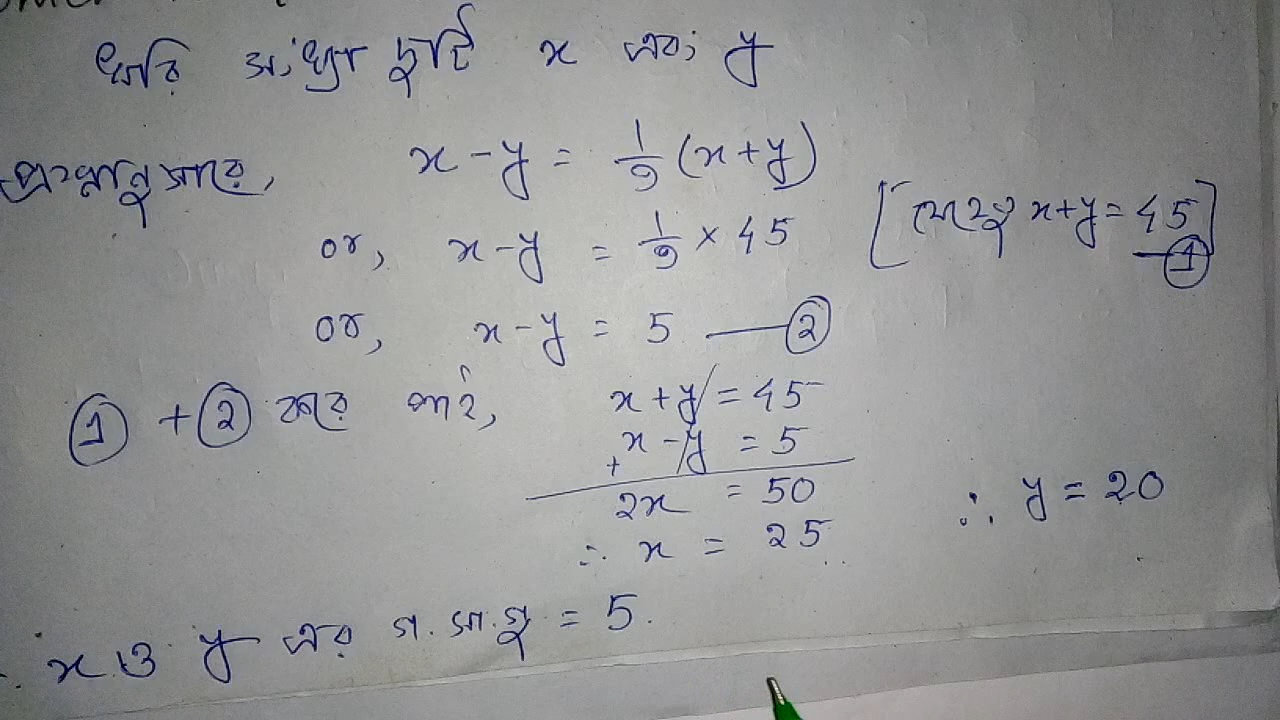 ধরি সংখ্যা দুটি x এবং y
প্রশ্নানুসারে, x - y = 1/9 (x + y)
or, x - y = 1/9 × 45 [যেহেতু x + y = 45] — ①
or, x - y = 5 — ②
① + ② করে পাই, x + y = 45
+ x - y = 5
2x = 50
∴ x = 25 ∴ y = 20
∴ x ও y এর গ.সা.গু = 5.